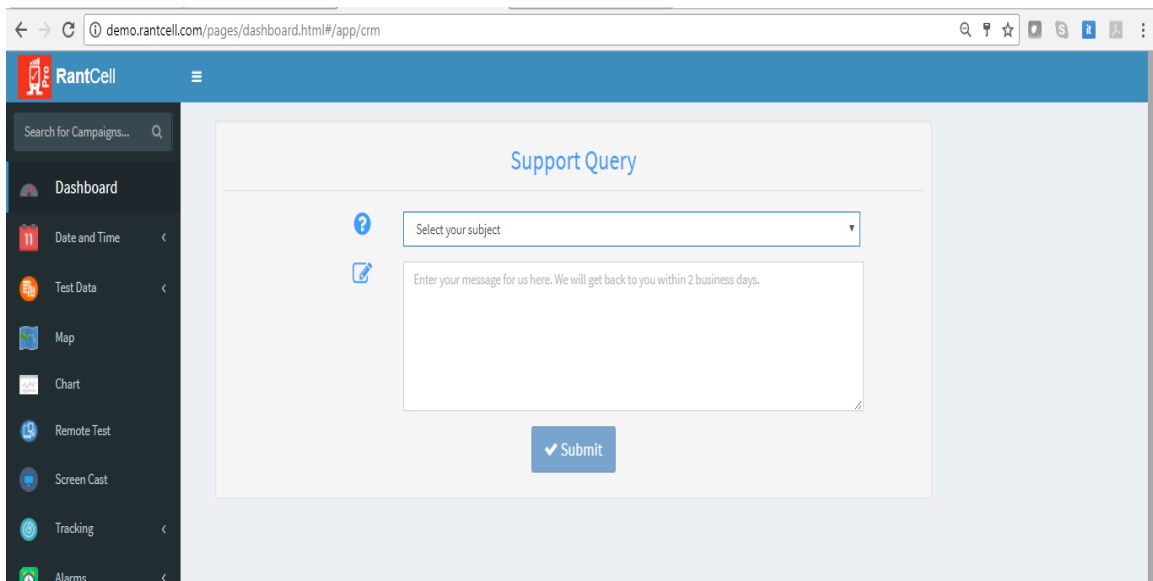 demo.rantcell.com/pages/dashboard.html#/app/crm
Pro RantCell
Search for Campaigns...
Dashboard
11 Date and Time
Test Data
Map
Chart
Remote Test
Screen Cast
Tracking
Alarms
Support Query
Select your subject
Enter your message for us here. We will get back to you within 2 business days.
Submit